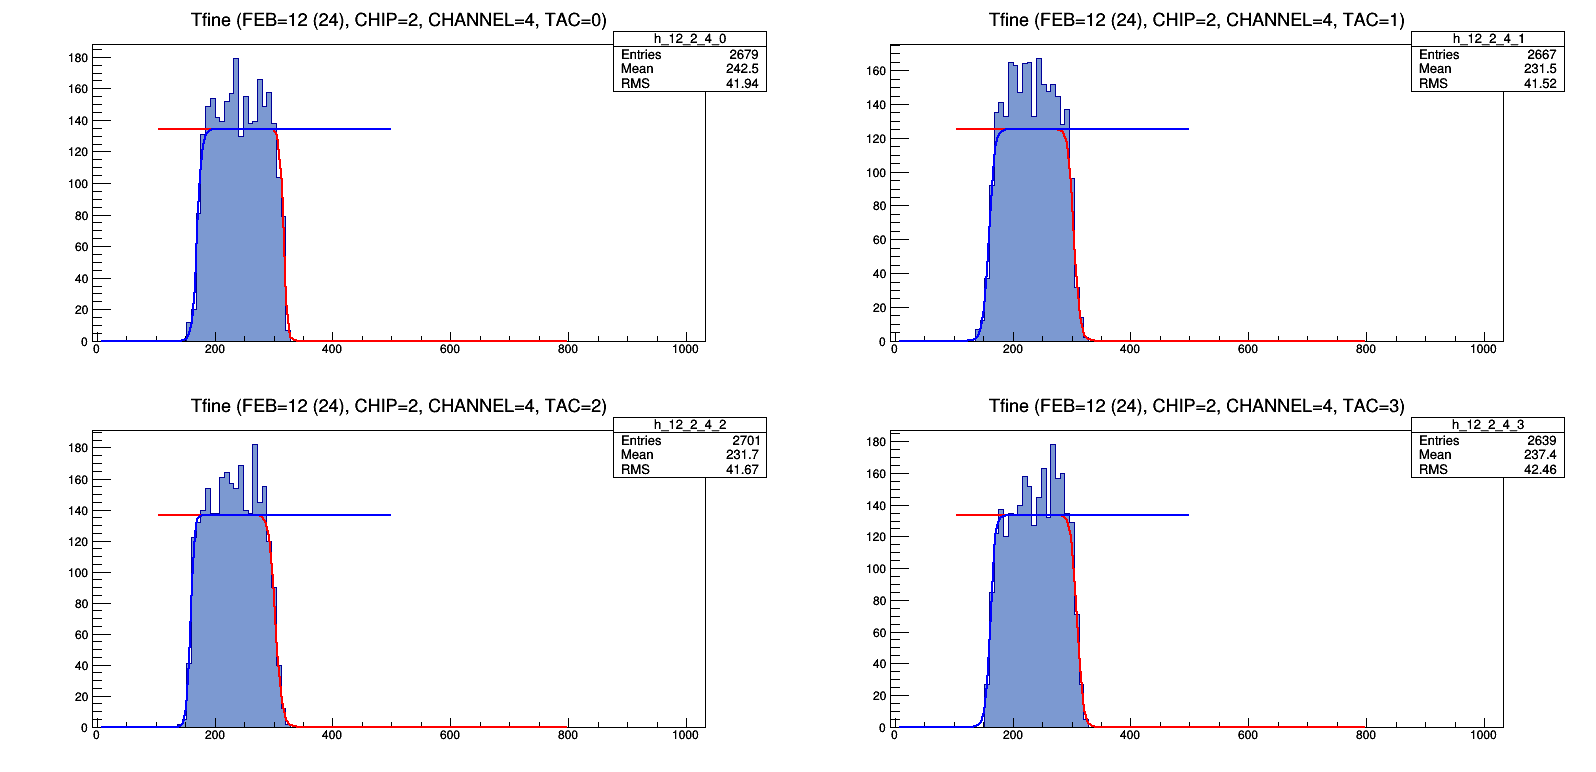 Tfine (FEB=12 (24), CHIP=2, CHANNEL=4, TAC=0)
h_12_2_4_0
Entries 2679
Mean 242.5
RMS 41.94
180
160
140
120
100
80
60
40
20
0
0 200 400 600 800 1000
Tfine (FEB=12 (24), CHIP=2, CHANNEL=4, TAC=1)
h_12_2_4_1
Entries 2667
Mean 231.5
RMS 41.52
160
140
120
100
80
60
40
20
0
0 200 400 600 800 1000
Tfine (FEB=12 (24), CHIP=2, CHANNEL=4, TAC=2)
h_12_2_4_2
Entries 2701
Mean 231.7
RMS 41.67
180
160
140
120
100
80
60
40
20
0
0 200 400 600 800 1000
Tfine (FEB=12 (24), CHIP=2, CHANNEL=4, TAC=3)
h_12_2_4_3
Entries 2639
Mean 237.4
RMS 42.46
180
160
140
120
100
80
60
40
20
0
0 200 400 600 800 1000